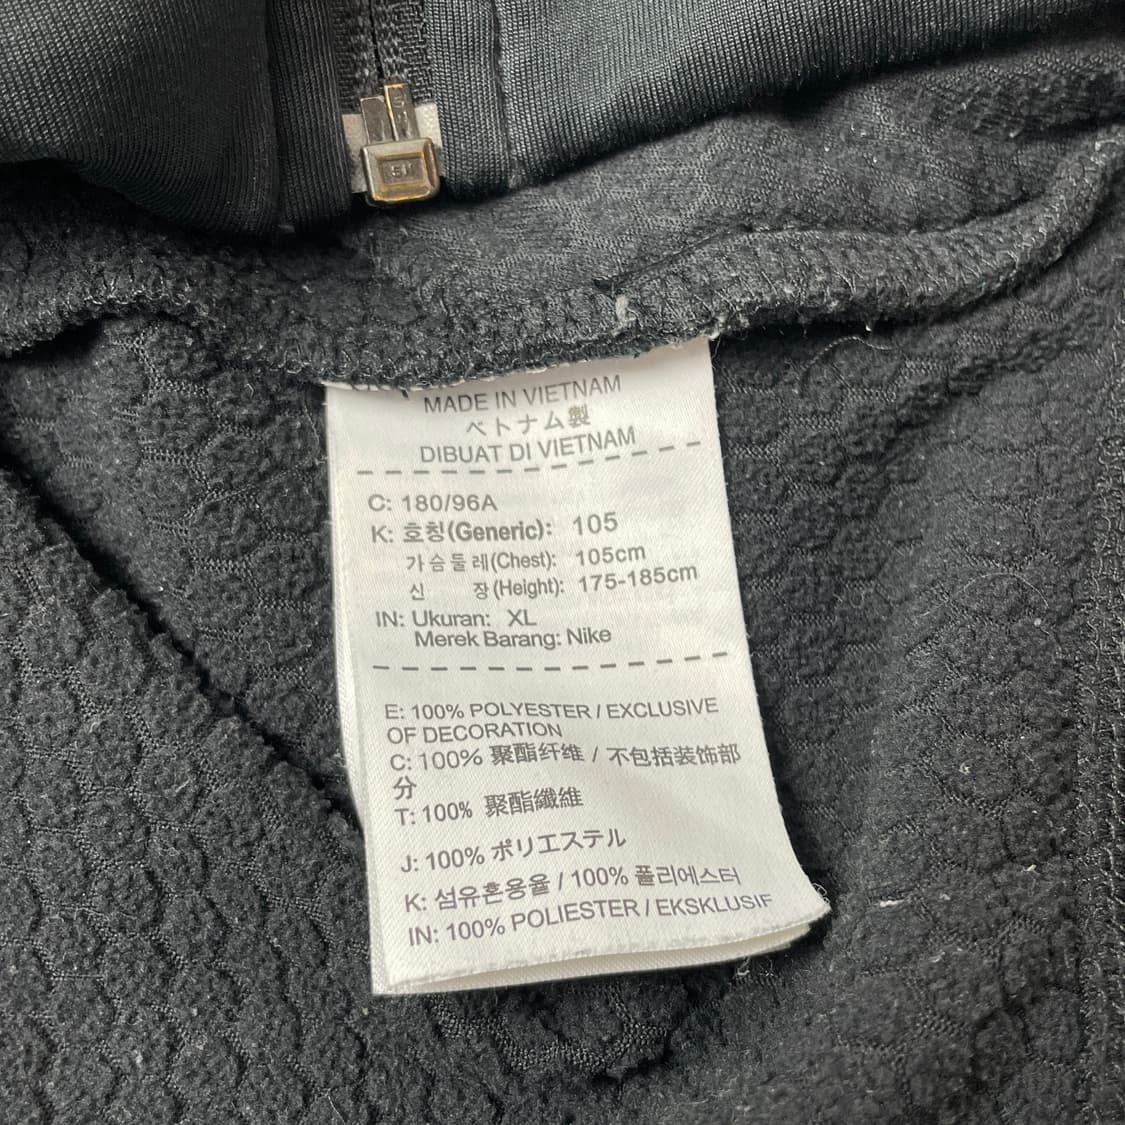 MADE IN VIETNAM
ベトナム製
DIBUAT DI VIETNAM
C: 180/96A
K: 호칭(Generic): 105
가슴둘레(Chest): 105cm
신 장(Height): 175-185cm
IN: Ukuran: XL
Merek Barang: Nike
E: 100% POLYESTER / EXCLUSIVE
OF DECORATION
C: 100% 聚酯纤维 / 不包括装饰部
分
T: 100% 聚酯纖維
J: 100% ポリエステル
K: 섬유혼용율 / 100% 폴리에스터
IN: 100% POLIESTER / EKSKLUSIF